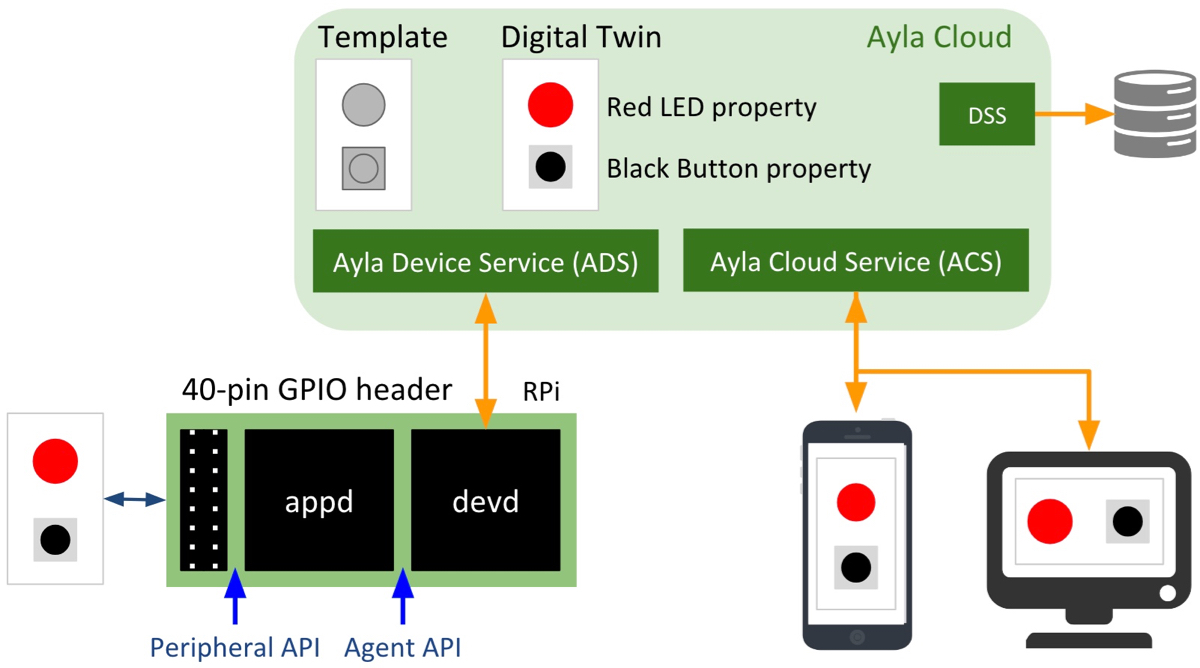 Template
Digital Twin
Ayla Cloud
Red LED property
DSS
Black Button property
Ayla Device Service (ADS)
Ayla Cloud Service (ACS)
40-pin GPIO header
RPi
appd
devd
Peripheral API
Agent API